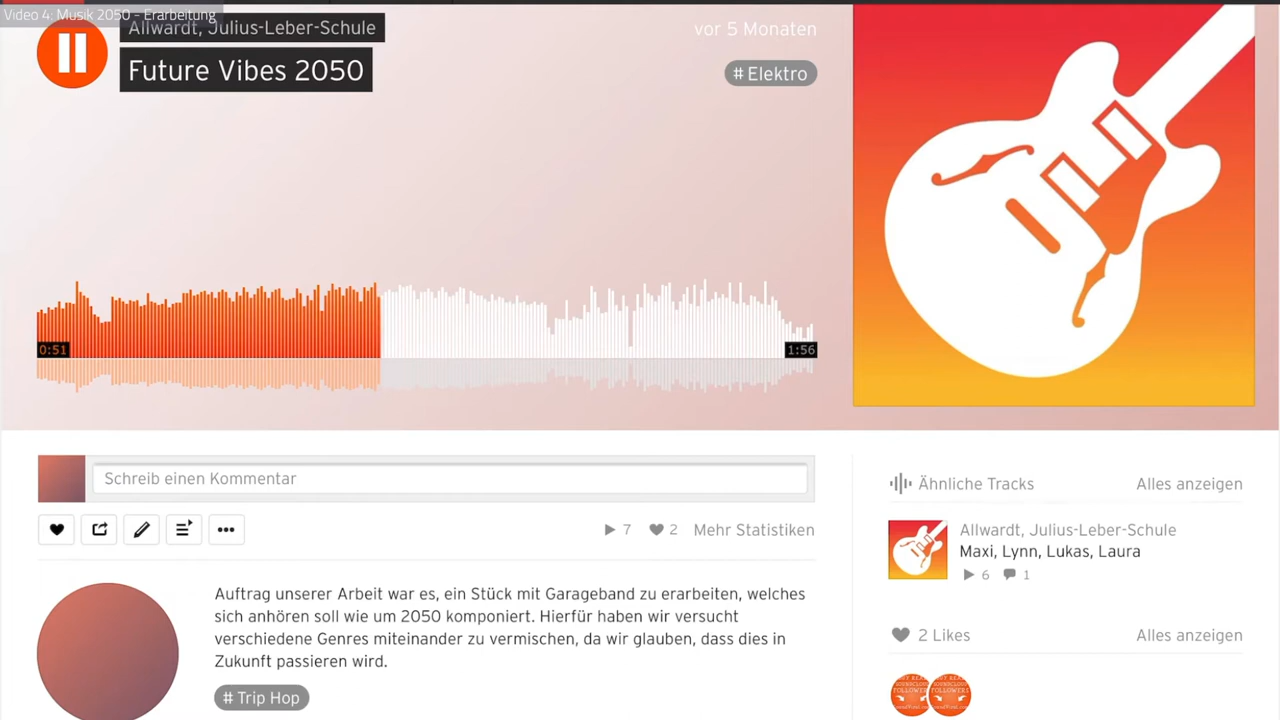 Video 4: Musik 2050 - Erarbeitung
Allwardt, Julius-Leber-Schule
vor 5 Monaten
Future Vibes 2050
# Elektro
0:51
1:56
Schreib einen Kommentar
7
2
Mehr Statistiken
Auftrag unserer Arbeit war es, ein Stück mit Garageband zu erarbeiten, welches
sich anhören soll wie um 2050 komponiert. Hierfür haben wir versucht
verschiedene Genres miteinander zu vermischen, da wir glauben, dass dies in
Zukunft passieren wird.
# Trip Hop
Ähnliche Tracks
Alles anzeigen
Allwardt, Julius-Leber-Schule
Maxi, Lynn, Lukas, Laura
6
1
2 Likes
Alles anzeigen
FOLLOWERS
FOLLOWERS